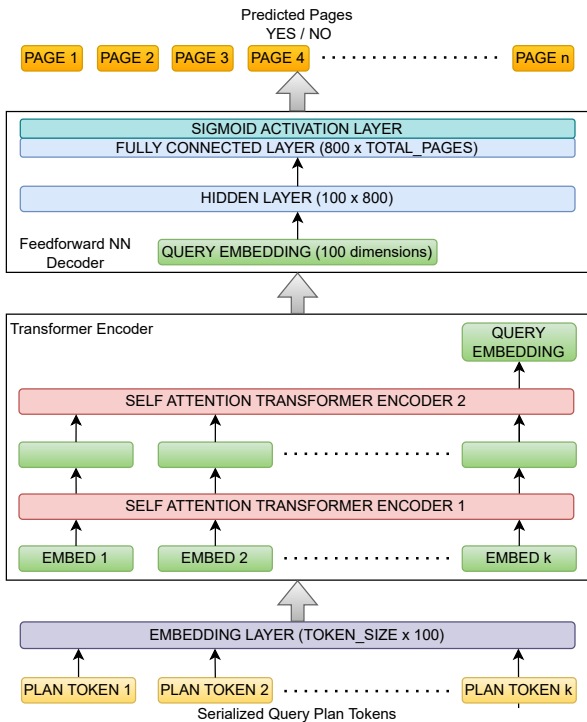 Predicted Pages
YES / NO
PAGE 1 PAGE 2 PAGE 3 PAGE 4 PAGE n
SIGMOID ACTIVATION LAYER
FULLY CONNECTED LAYER (800 x TOTAL_PAGES)
HIDDEN LAYER (100 x 800)
Feedforward NN
Decoder
QUERY EMBEDDING (100 dimensions)
Transformer Encoder
QUERY
EMBEDDING
SELF ATTENTION TRANSFORMER ENCODER 2
SELF ATTENTION TRANSFORMER ENCODER 1
EMBED 1 EMBED 2 EMBED k
EMBEDDING LAYER (TOKEN_SIZE x 100)
PLAN TOKEN 1 PLAN TOKEN 2 PLAN TOKEN k
Serialized Query Plan Tokens